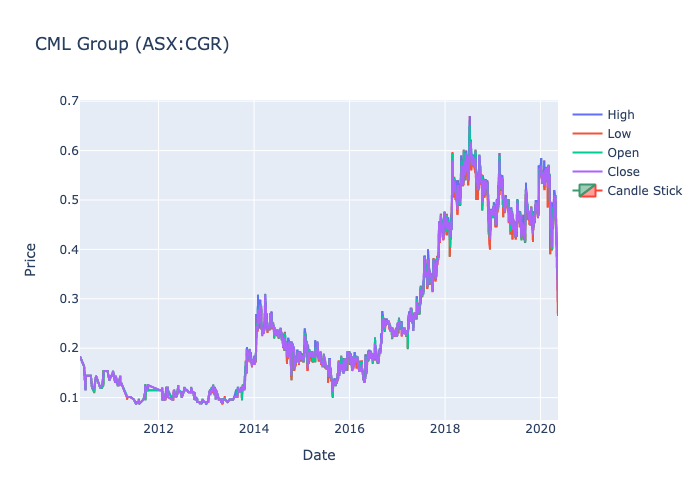 CML Group (ASX:CGR)
0.7
0.6
0.5
0.4
0.3
0.2
0.1
Price
2012
2014
2016
2018
2020
Date
High
Low
Open
Close
Candle Stick